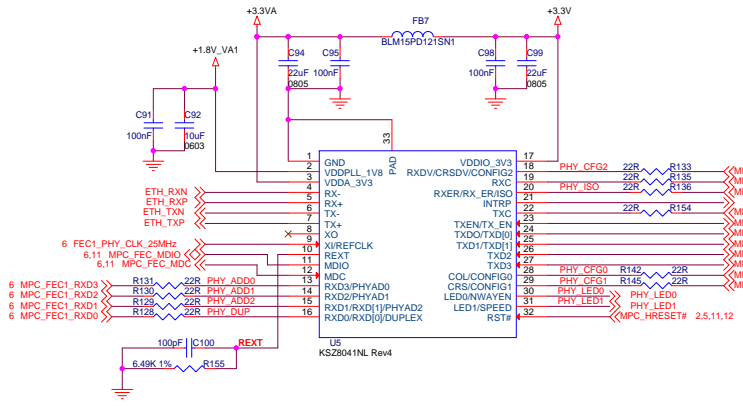 +3.3VA
FB7
+3.3V
BLM15PD121SN1
+1.8V_VA1
C94
22uF
0805
C95
100nF
C98
100nF
C99
22uF
0805
C91
100nF
C92
10uF
0603
33
PAD
1 GND
2 VDDPLL_1V8
3 VDDA_3V3
ETH_RXN 4 RX-
ETH_RXP 5 RX+
ETH_TXN 6 TX-
ETH_TXP 7 TX+
8 XO
6 FEC1_PHY_CLK_25MHz 9 XI/REFCLK
10 REXT
6,11 MPC_FEC_MDIO 11 MDIO
6,11 MPC_FEC_MDC 12 MDC
6 MPC_FEC1_RXD3 R131 22R PHY_ADD0 13 RXD3/PHYAD0
6 MPC_FEC1_RXD2 R130 22R PHY_ADD1 14 RXD2/PHYAD1
6 MPC_FEC1_RXD1 R129 22R PHY_ADD2 15 RXD1/RXD[1]/PHYAD2
6 MPC_FEC1_RXD0 R128 22R PHY_DUP 16 RXD0/RXD[0]/DUPLEX
VDDIO_3V3 17
RXDV/CRSDV/CONFIG2 18 PHY_CFG2 22R R133
RXC 19 22R R135
RXER/RX_ER/ISO 20 PHY_ISO 22R R136
INTRP 21
TXC 22 22R R154
TXEN/TX_EN 23
TXD0/TXD[0] 24
TXD1/TXD[1] 25
TXD2 26
TXD3 27
COL/CONFIG0 28 PHY_CFG0 R142 22R
CRS/CONFIG1 29 PHY_CFG1 R145 22R
LED0/NWAYEN 30 PHY_LED0 PHY_LED0
LED1/SPEED 31 PHY_LED1 PHY_LED1
RST# 32 MPC_HRESET# 2,5,11,12
U5
KSZ8041NL Rev4
100pF C100 REXT
6.49K 1% R155